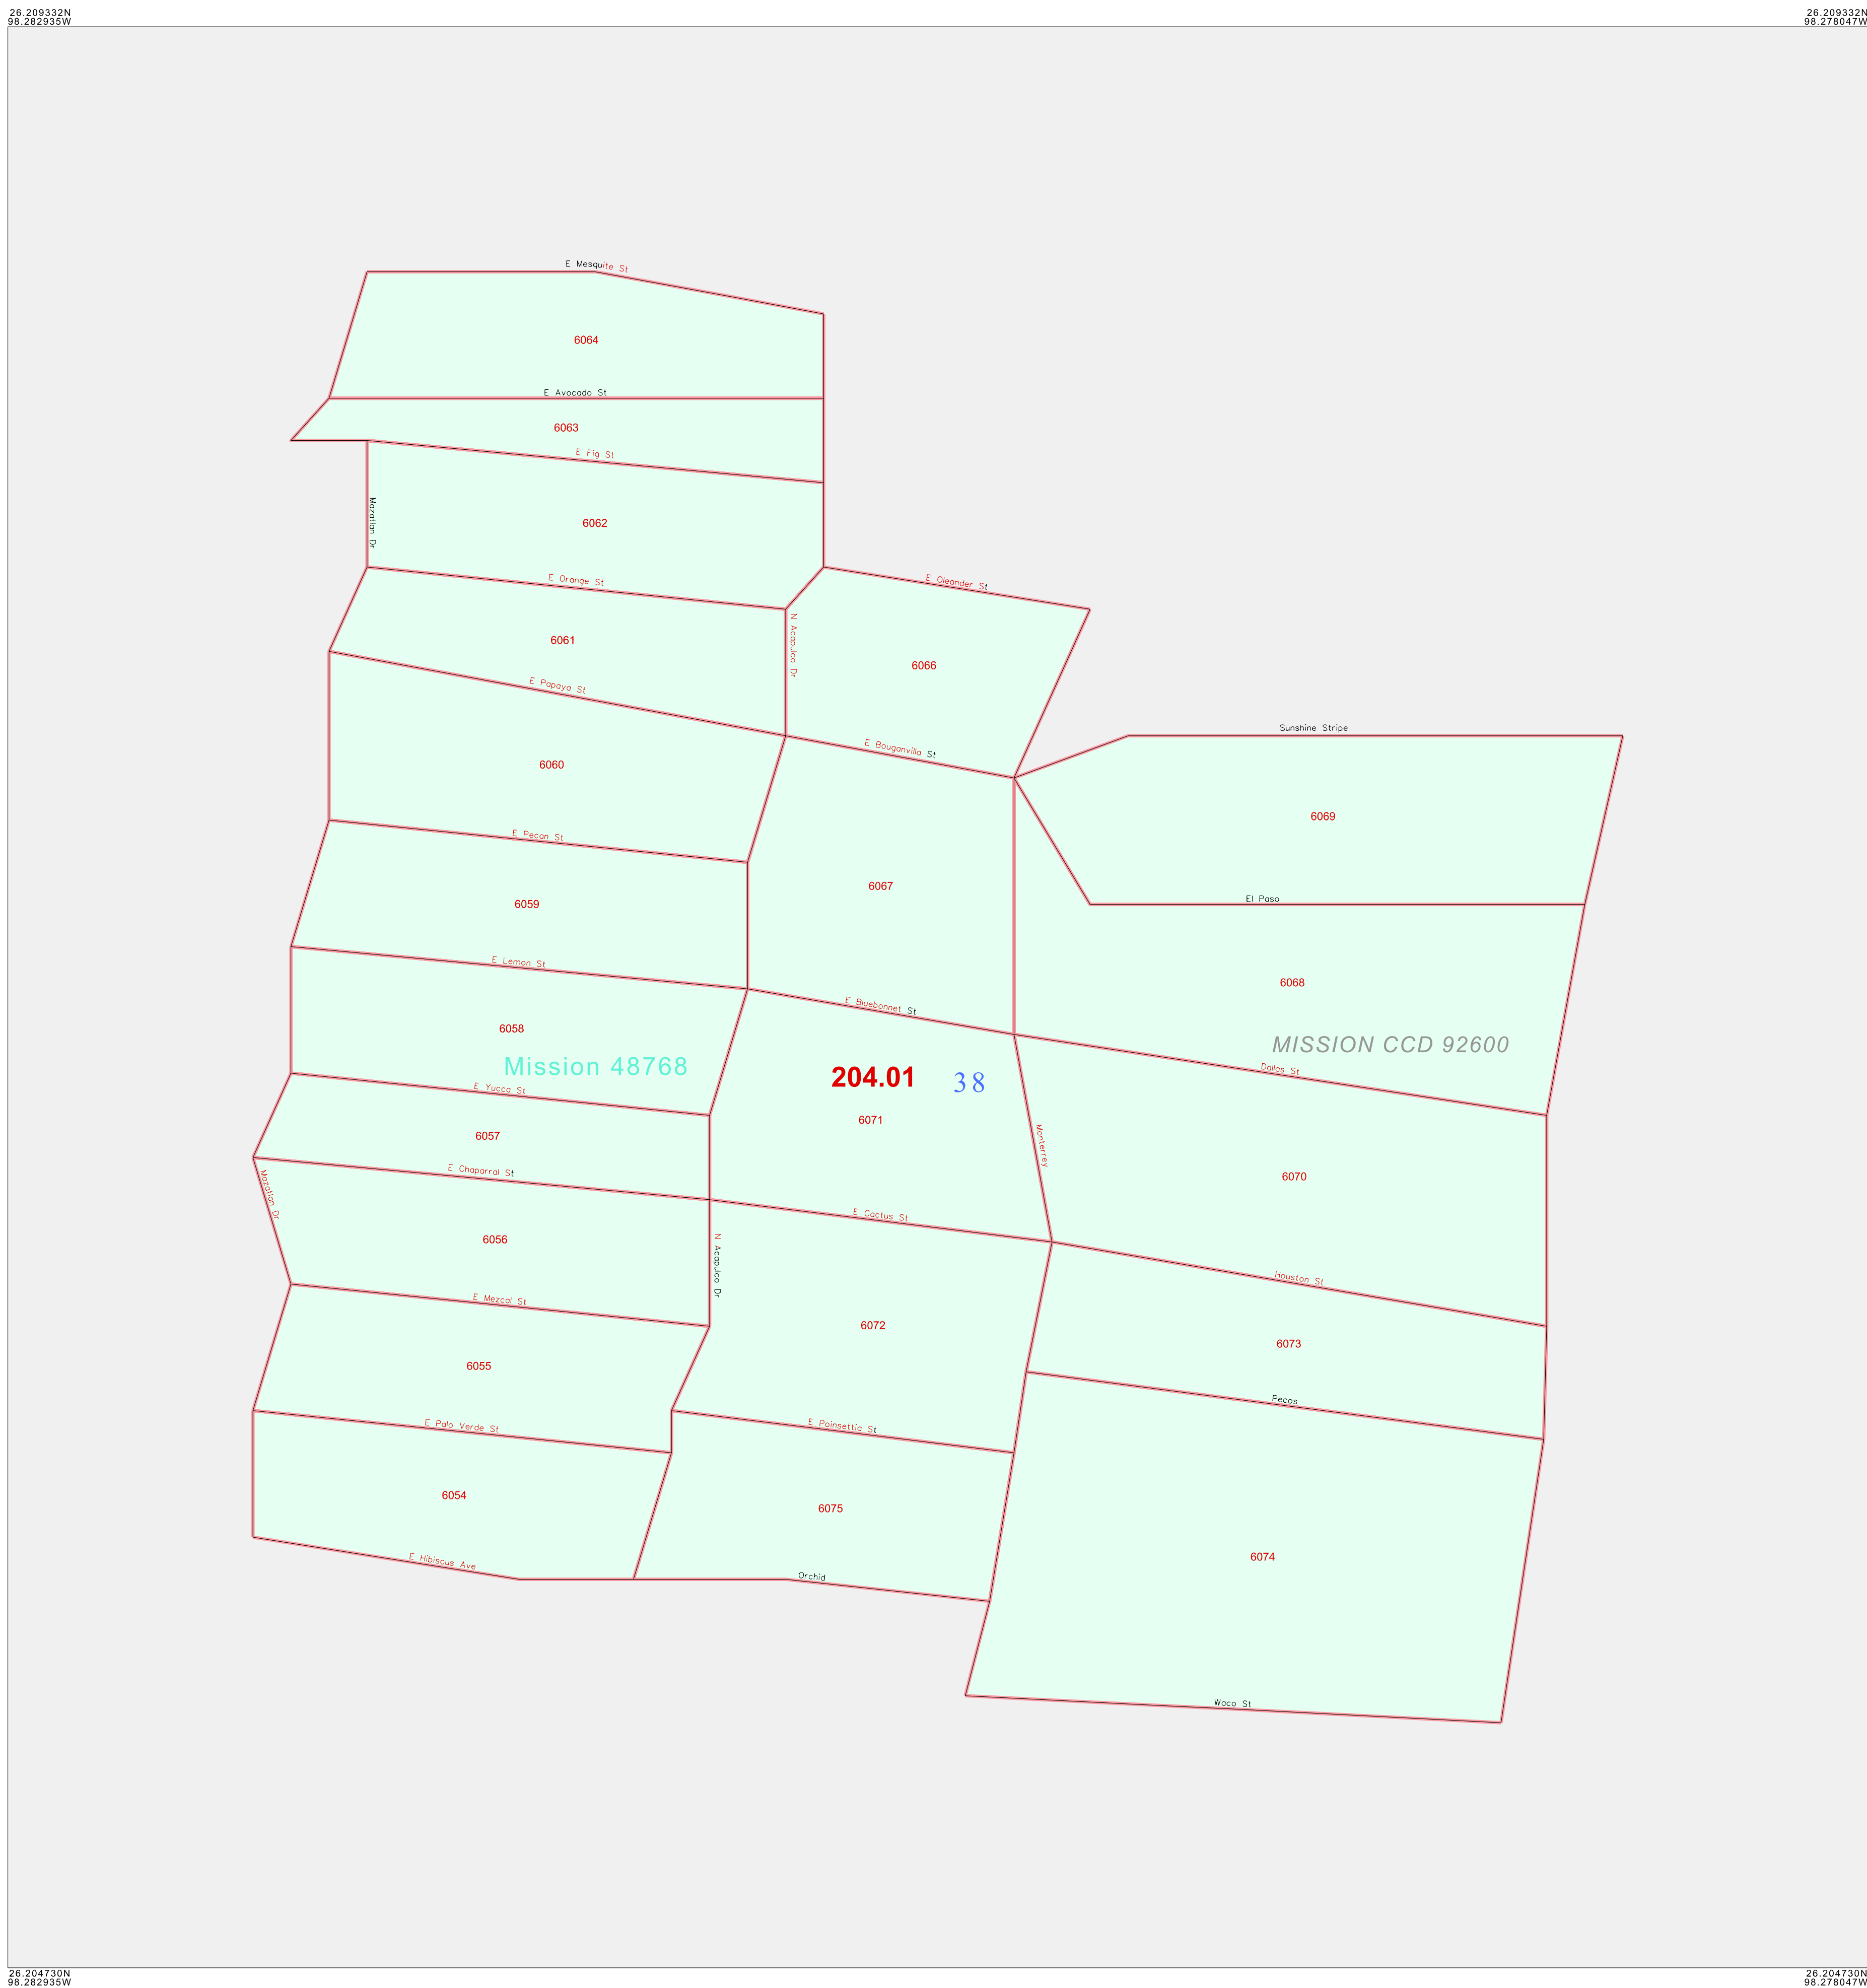 26.209332N
98.282935W
26.209332N
98.278047W
E Mesquite St
6064
E Avocado St
6063
E Fig St
Mazatlan Dr
6062
E Orange St
E Oleander St
N Acapulco Dr
6061
6066
E Papaya St
Sunshine Stripe
E Bouganvilla St
6060
6069
E Pecan St
6067
El Paso
6059
E Lemon St
6068
E Bluebonnet St
6058
MISSION CCD 92600
Mission 48768
Dallas St
204.01
38
E Yucca St
6071
6057
Monterrey
E Chaparral St
6070
Mazatlan Dr
E Cactus St
6056
N Acapulco Dr
Houston St
E Mezcal St
6072
6073
6055
Pecos
E Palo Verde St
E Poinsettia St
6054
6075
6074
E Hibiscus Ave
Orchid
Waco St
26.204730N
98.282935W
26.204730N
98.278047W